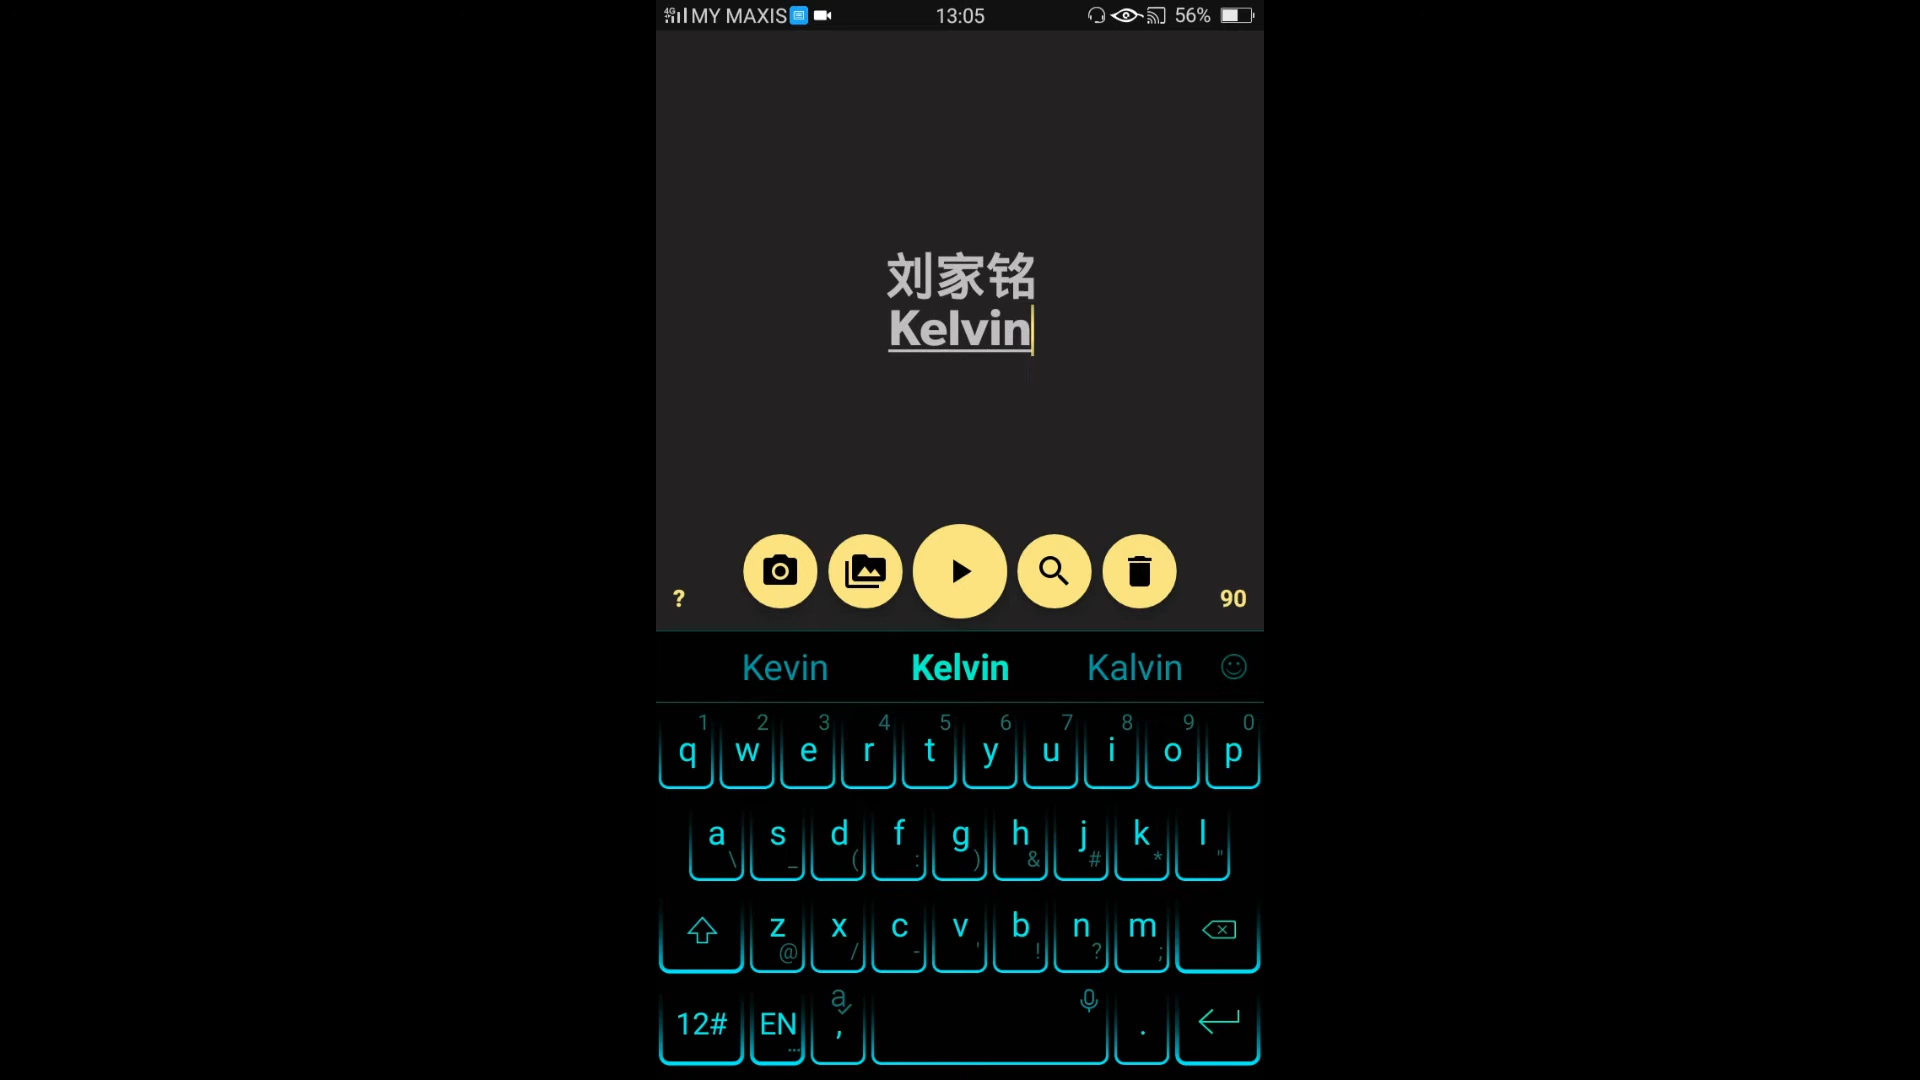 4G MY MAXIS 13:05 56%
刘家铭
Kelvin
? 90
Kevin Kelvin Kalvin
1 2 3 4 5 6 7 8 9 0
q w e r t y u i o p
a s d f g h j k l
\ _ ( : ) & # * "
z x c v b n m
@ / - ' ! ? ;
a
12# EN , .
...